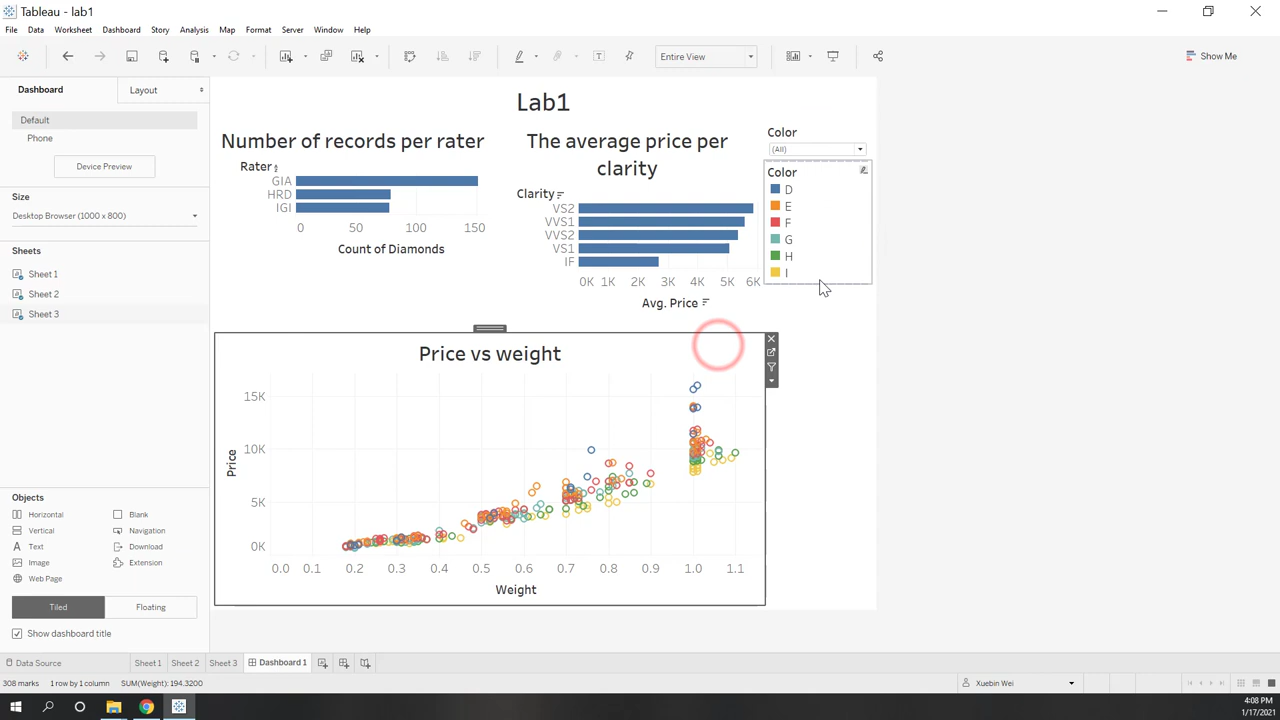 Tableau - lab1
File Data Worksheet Dashboard Story Analysis Map Format Server Window Help
Entire View
Show Me
Dashboard
Layout
Default
Phone
Device Preview
Size
Desktop Browser (1000 x 800)
Sheets
Sheet 1
Sheet 2
Sheet 3
Objects
Horizontal
Blank
Vertical
Navigation
Text
Download
Image
Extension
Web Page
Tiled
Floating
Show dashboard title
Lab1
Number of records per rater
Rater
GIA
HRD
IGI
0 50 100 150
Count of Diamonds
The average price per
clarity
Clarity
VS2
VVS1
VVS2
VS1
IF
0K 1K 2K 3K 4K 5K 6K
Avg. Price
Color
(All)
Color
D
E
F
G
H
I
Price vs weight
15K
10K
5K
0K
Price
0.0 0.1 0.2 0.3 0.4 0.5 0.6 0.7 0.8 0.9 1.0 1.1
Weight
Data Source
Sheet 1
Sheet 2
Sheet 3
Dashboard 1
308 marks 1 row by 1 column SUM(Weight): 194.3200
Xuebin Wei
4:08 PM
1/17/2021